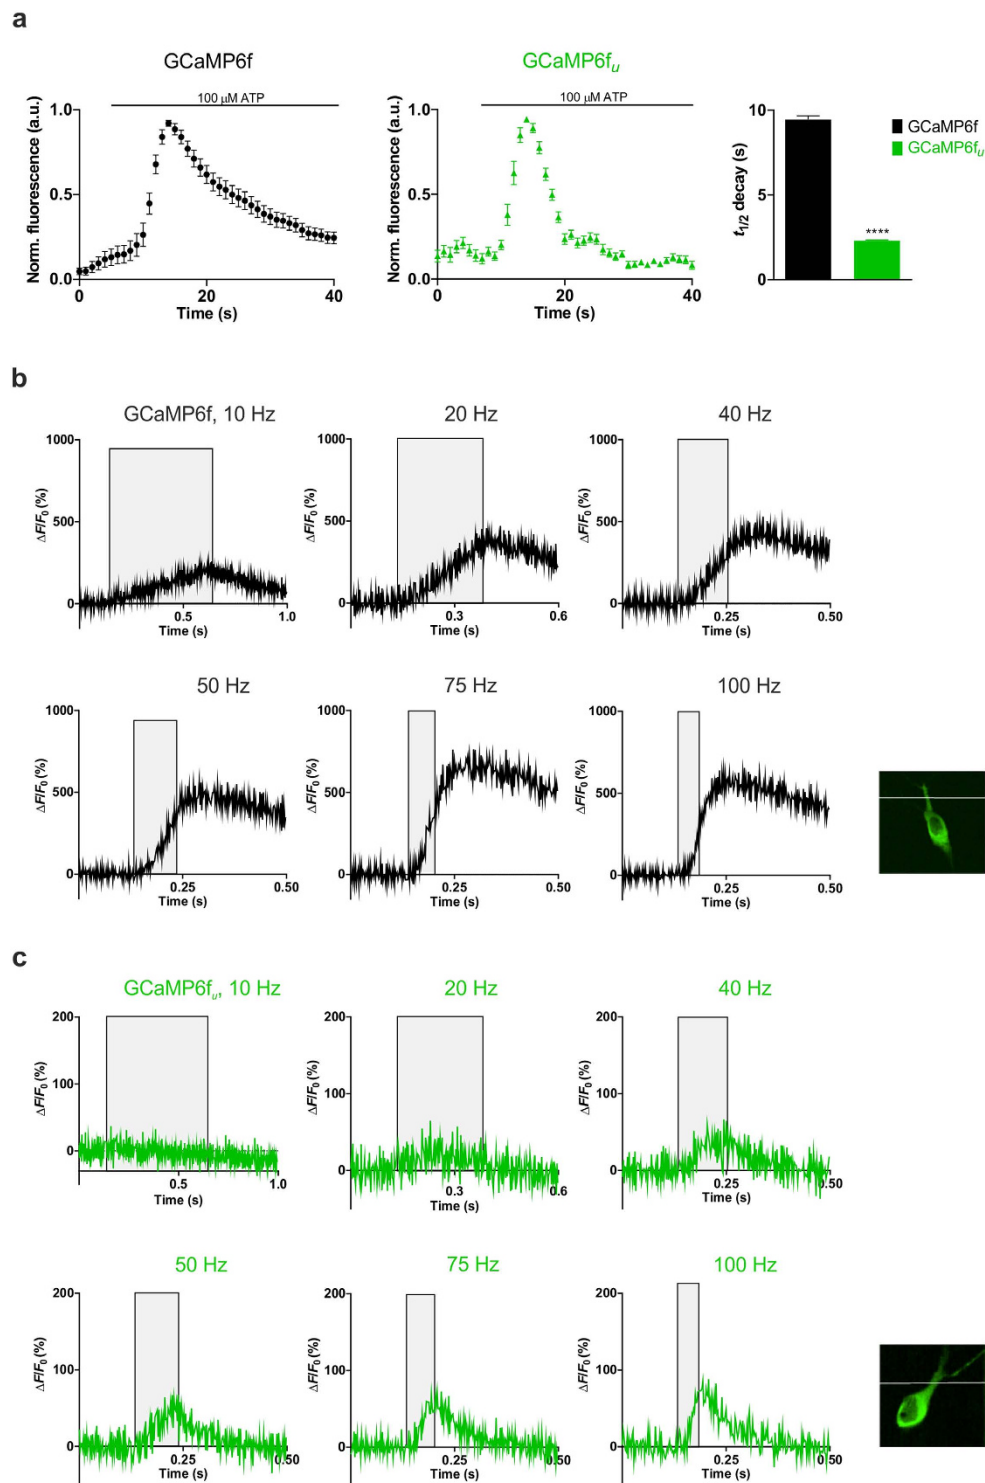 a
GCaMP6f
100 μM ATP
Norm. fluorescence (a.u.)
1.0
0.5
0.0
0
20
40
Time (s)
GCaMP6fu
100 μM ATP
Norm. fluorescence (a.u.)
1.0
0.5
0.0
0
20
40
Time (s)
t1/2 decay (s)
10
5
0
****
GCaMP6f
GCaMP6fu
b
GCaMP6f, 10 Hz
ΔF/F0 (%)
1000
500
0
0.5
1.0
Time (s)
20 Hz
ΔF/F0 (%)
1000
500
0
0.3
0.6
Time (s)
40 Hz
ΔF/F0 (%)
1000
500
0
0.25
0.50
Time (s)
50 Hz
ΔF/F0 (%)
1000
500
0
0.25
0.50
Time (s)
75 Hz
ΔF/F0 (%)
1000
500
0
0.25
0.50
Time (s)
100 Hz
ΔF/F0 (%)
1000
500
0
0.25
0.50
Time (s)
c
GCaMP6fu, 10 Hz
ΔF/F0 (%)
200
100
0
0.5
1.0
Time (s)
20 Hz
ΔF/F0 (%)
200
100
0
0.3
0.6
Time (s)
40 Hz
ΔF/F0 (%)
200
100
0
0.25
0.50
Time (s)
50 Hz
ΔF/F0 (%)
200
100
0
0.25
0.50
Time (s)
75 Hz
ΔF/F0 (%)
200
100
0
0.25
0.50
Time (s)
100 Hz
ΔF/F0 (%)
200
100
0
0.25
0.50
Time (s)